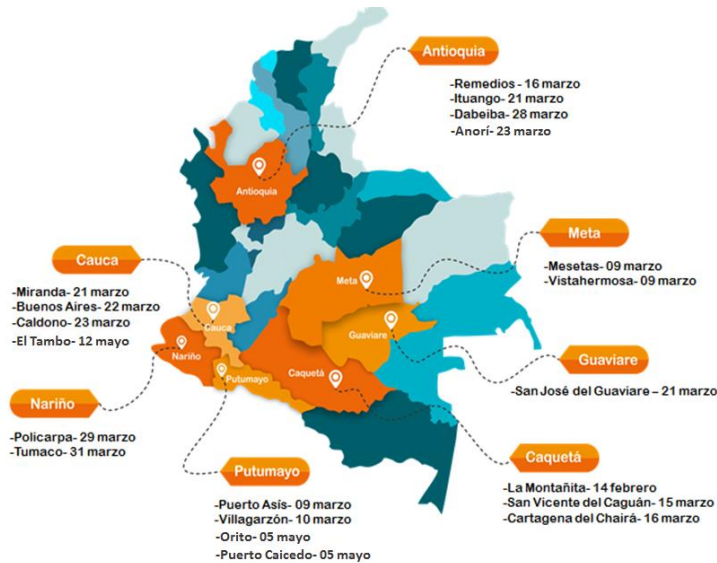 Antioquia
-Remedios - 16 marzo
-Ituango - 21 marzo
-Dabeiba - 28 marzo
-Anorí- 23 marzo
Antioquia
Meta
-Mesetas- 09 marzo
-Vistahermosa- 09 marzo
Cauca
-Miranda- 21 marzo
-Buenos Aires- 22 marzo
-Caldono- 23 marzo
-El Tambo- 12 mayo
Meta
Cauca
Guaviare
Nariño
Putumayo
Caquetá
Guaviare
-San José del Guaviare – 21 marzo
Nariño
-Policarpa- 29 marzo
-Tumaco- 31 marzo
Putumayo
-Puerto Asís- 09 marzo
-Villagarzón- 10 marzo
-Orito- 05 mayo
-Puerto Caicedo- 05 mayo
Caquetá
-La Montañita- 14 febrero
-San Vicente del Caguán- 15 marzo
-Cartagena del Chairá- 16 marzo